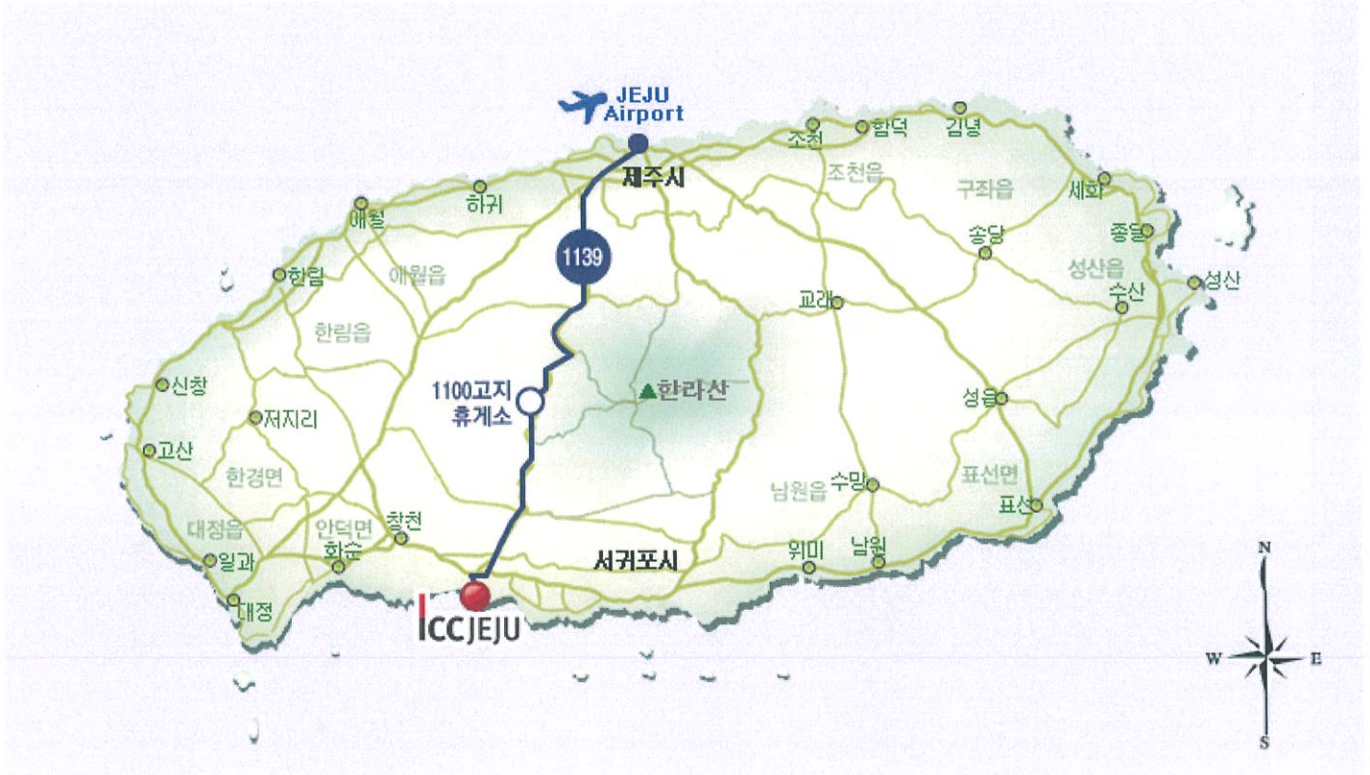 JEJU
Airport
제주시
조천
함덕
김녕
조천읍
구좌읍
세화
하귀
애월
종달
송당
1139
성산읍
성산
한림
애월읍
수산
교래
한림읍
신창
1100고지
휴게소
한라산
성읍
저지리
고산
한경면
남원읍
수망
표선면
표선
대정읍
안덕면
창천
화순
일과
서귀포시
위미
남원
대정
ICCJEJU
N
W
E
S